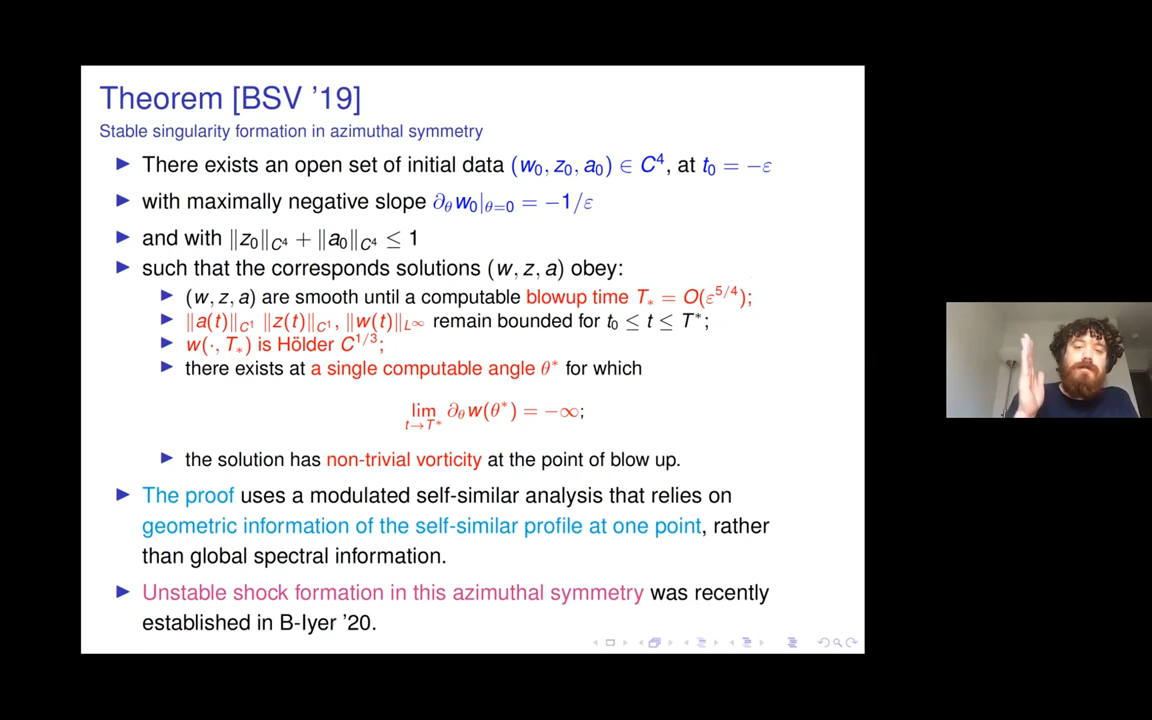 Theorem [BSV '19]
Stable singularity formation in azimuthal symmetry
▶ There exists an open set of initial data (w₀, z₀, a₀) ∈ C⁴, at t₀ = −ε
▶ with maximally negative slope ∂_θ w₀|_{θ=0} = −1/ε
▶ and with ‖z₀‖_{C⁴} + ‖a₀‖_{C⁴} ≤ 1
▶ such that the corresponds solutions (w, z, a) obey:
▶ (w, z, a) are smooth until a computable blowup time T_* = O(ε^{5/4});
▶ ‖a(t)‖_{C¹} ‖z(t)‖_{C¹}, ‖w(t)‖_{L^∞} remain bounded for t₀ ≤ t ≤ T^*;
▶ w(·, T_*) is Hölder C^{1/3};
▶ there exists at a single computable angle θ^* for which
lim_{t→T^*} ∂_θ w(θ^*) = −∞;
▶ the solution has non-trivial vorticity at the point of blow up.
▶ The proof uses a modulated self-similar analysis that relies on
geometric information of the self-similar profile at one point, rather
than global spectral information.
▶ Unstable shock formation in this azimuthal symmetry was recently
established in B-Iyer '20.